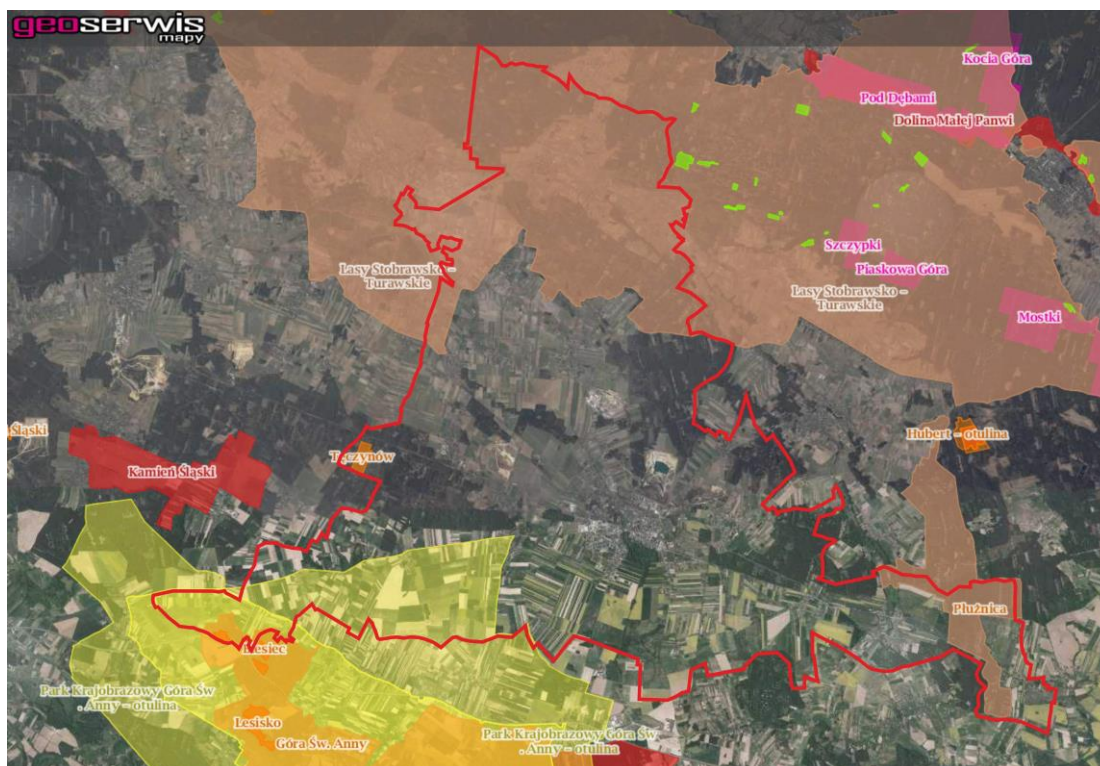 geoserwis
mapy
Kocia Góra
Pod Dębami
Dolina Małej Panwi
Szczypki
Piaskowa Góra
Lasy Stobrawsko –
Turawskie
Lasy Stobrawsko –
Turawskie
Mostki
Śląski
Tęczynów
Hubert – otulina
Kamień Śląski
Płużnica
Biesiec
Park Krajobrazowy Góra Św
. Anny – otulina
Lesisko
Góra Św. Anny
Park Krajobrazowy Góra Św
. Anny – otulina